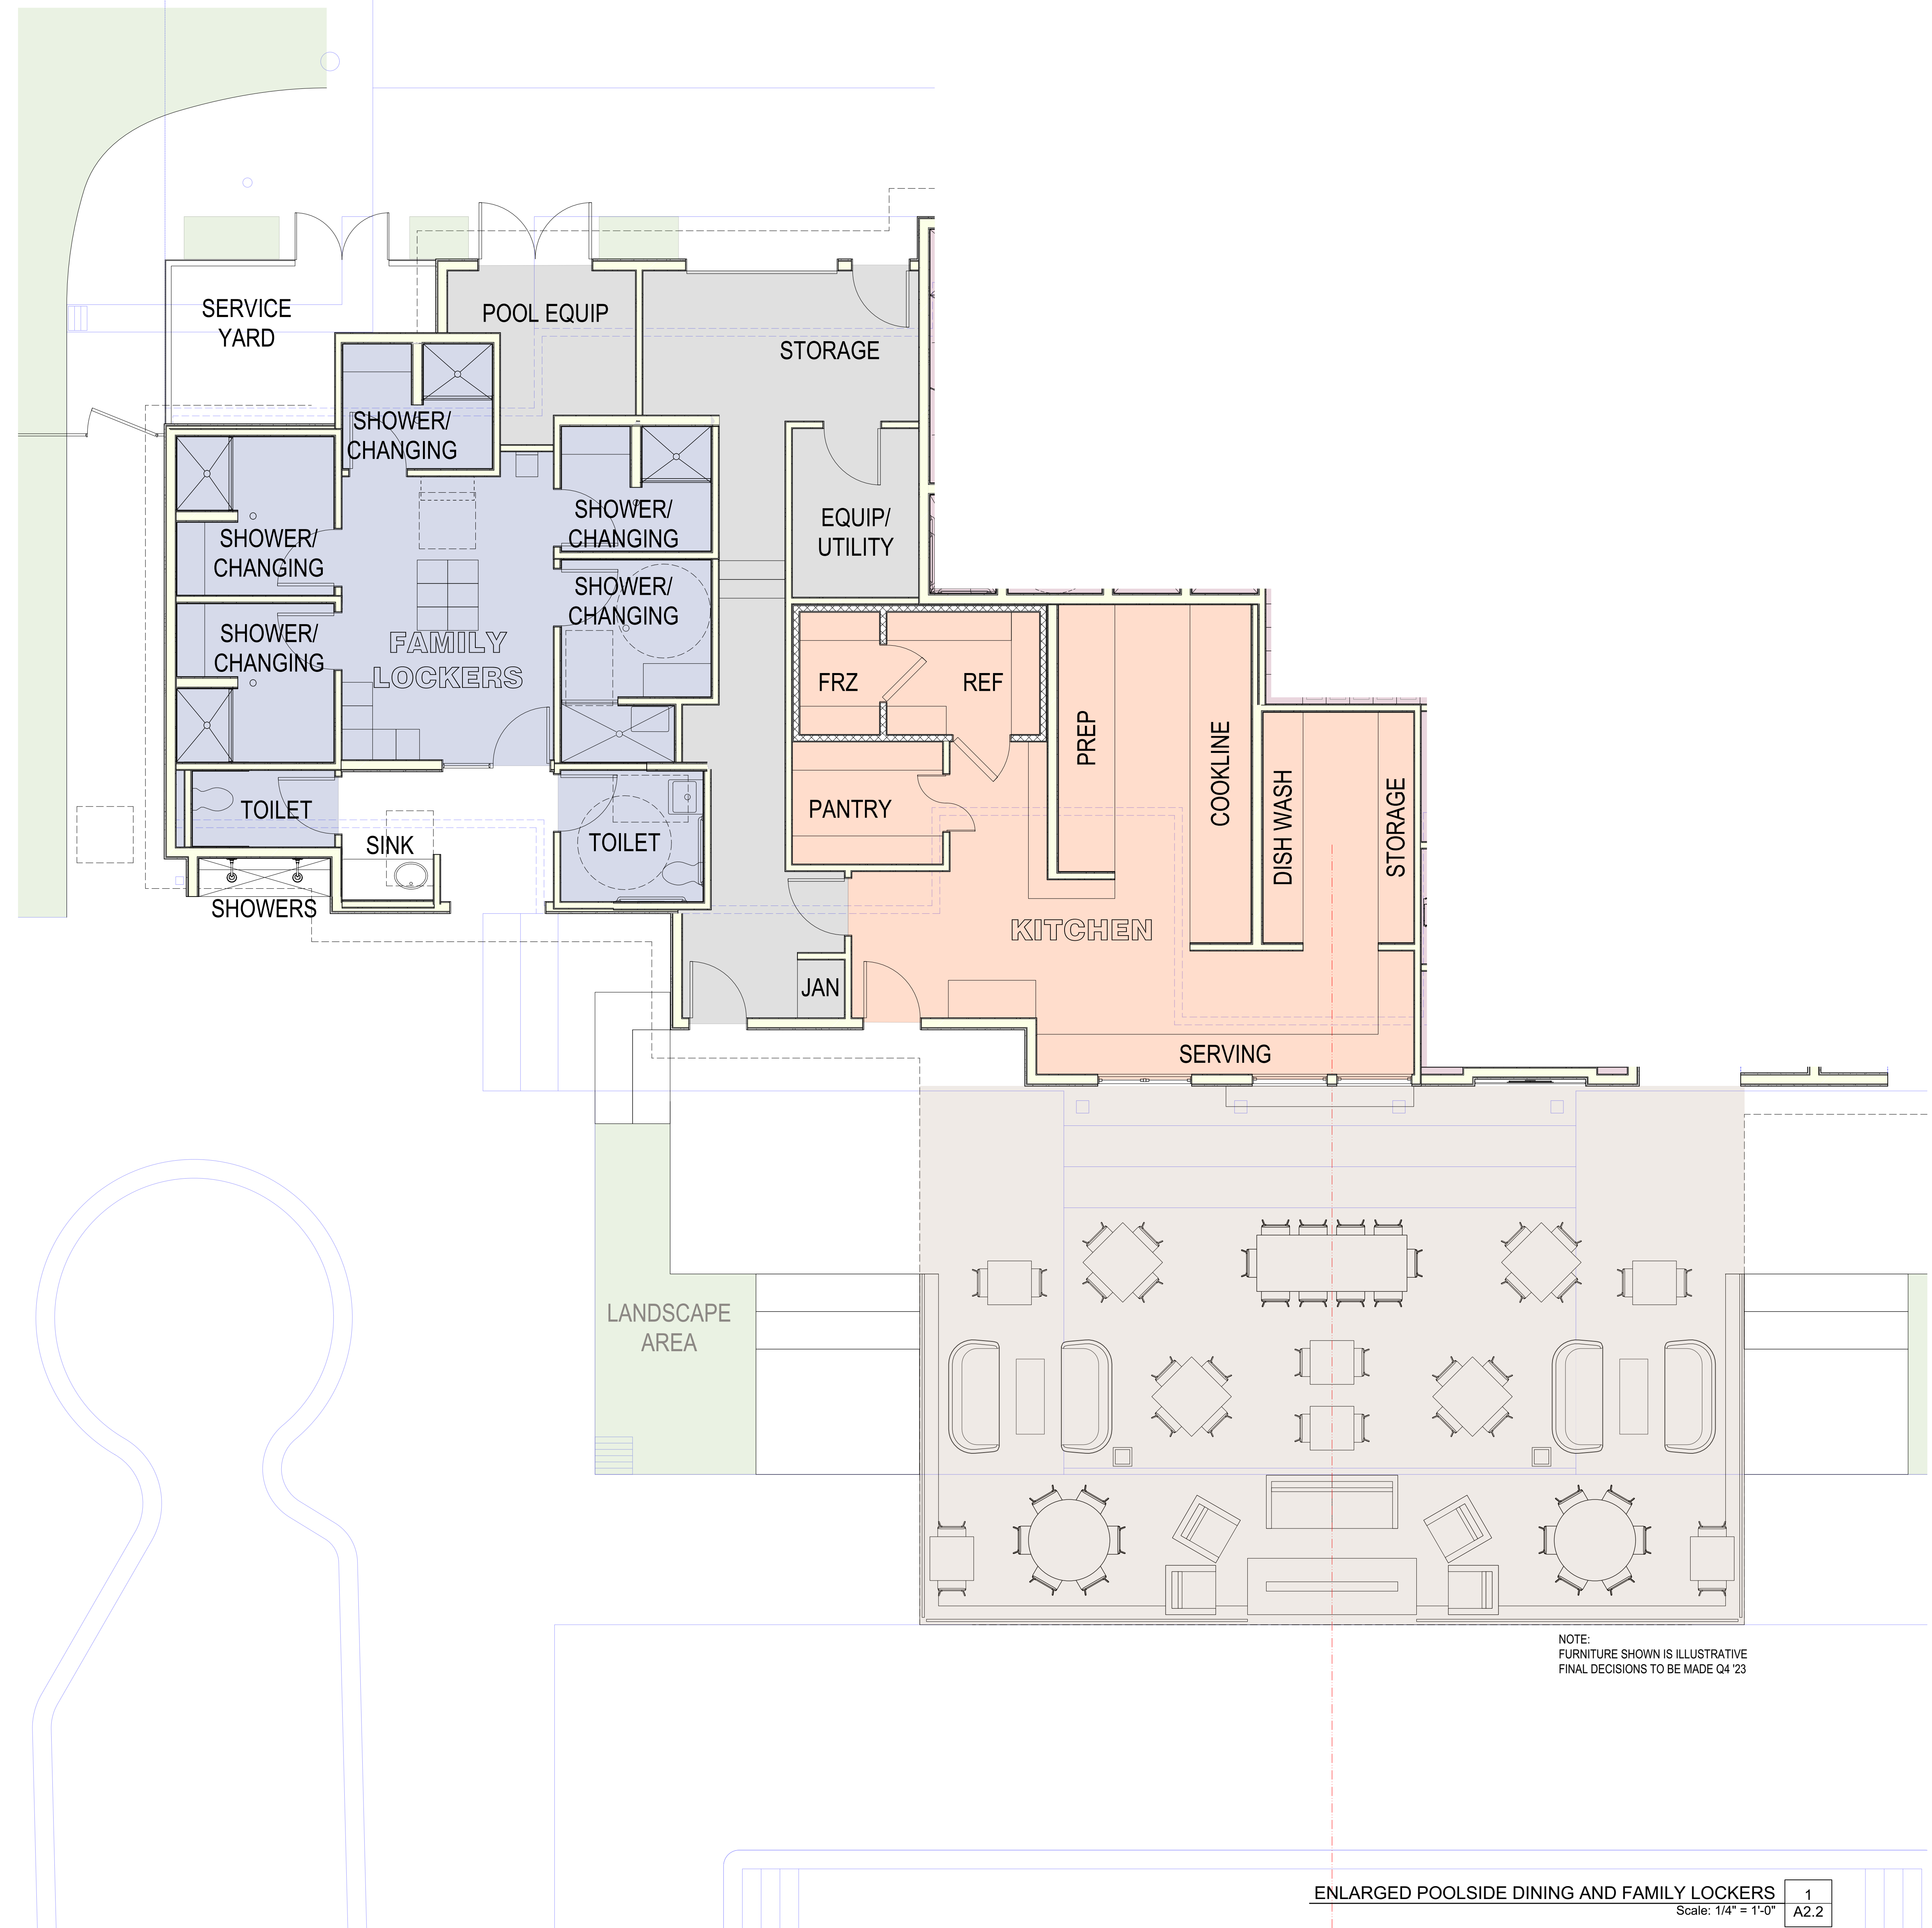 SERVICE
YARD
POOL EQUIP
STORAGE
SHOWER/
CHANGING
SHOWER/
CHANGING
SHOWER/
CHANGING
EQUIP/
UTILITY
SHOWER/
CHANGING
SHOWER/
CHANGING
FAMILY
LOCKERS
FRZ
REF
PREP
COOKLINE
DISH WASH
STORAGE
PANTRY
TOILET
SINK
TOILET
SHOWERS
KITCHEN
JAN
SERVING
LANDSCAPE
AREA
NOTE:
FURNITURE SHOWN IS ILLUSTRATIVE
FINAL DECISIONS TO BE MADE Q4 '23
ENLARGED POOLSIDE DINING AND FAMILY LOCKERS
Scale: 1/4" = 1'-0"
1
A2.2